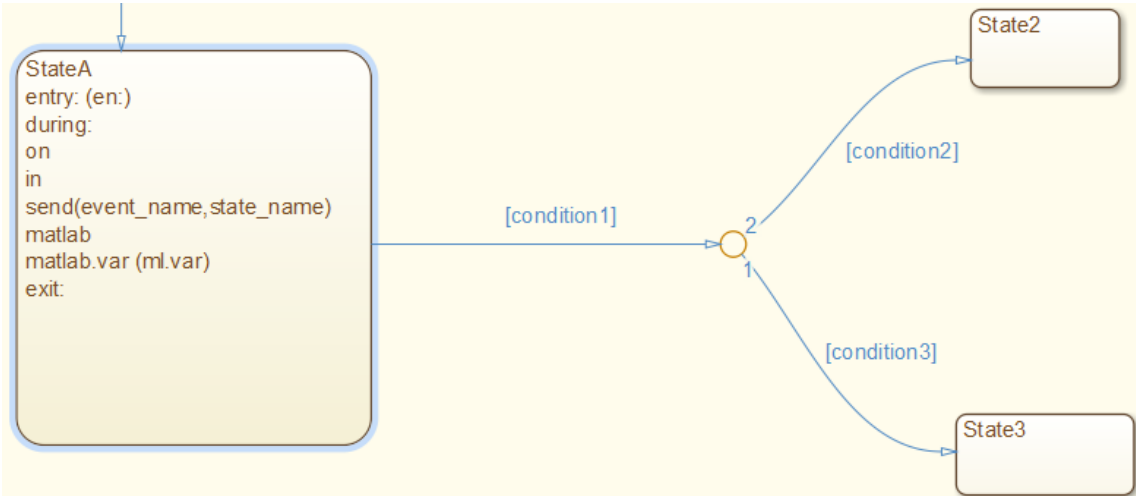 StateA
entry: (en:)
during:
on
in
send(event_name,state_name)
matlab
matlab.var (ml.var)
exit:
[condition1]
2
1
[condition2]
State2
[condition3]
State3